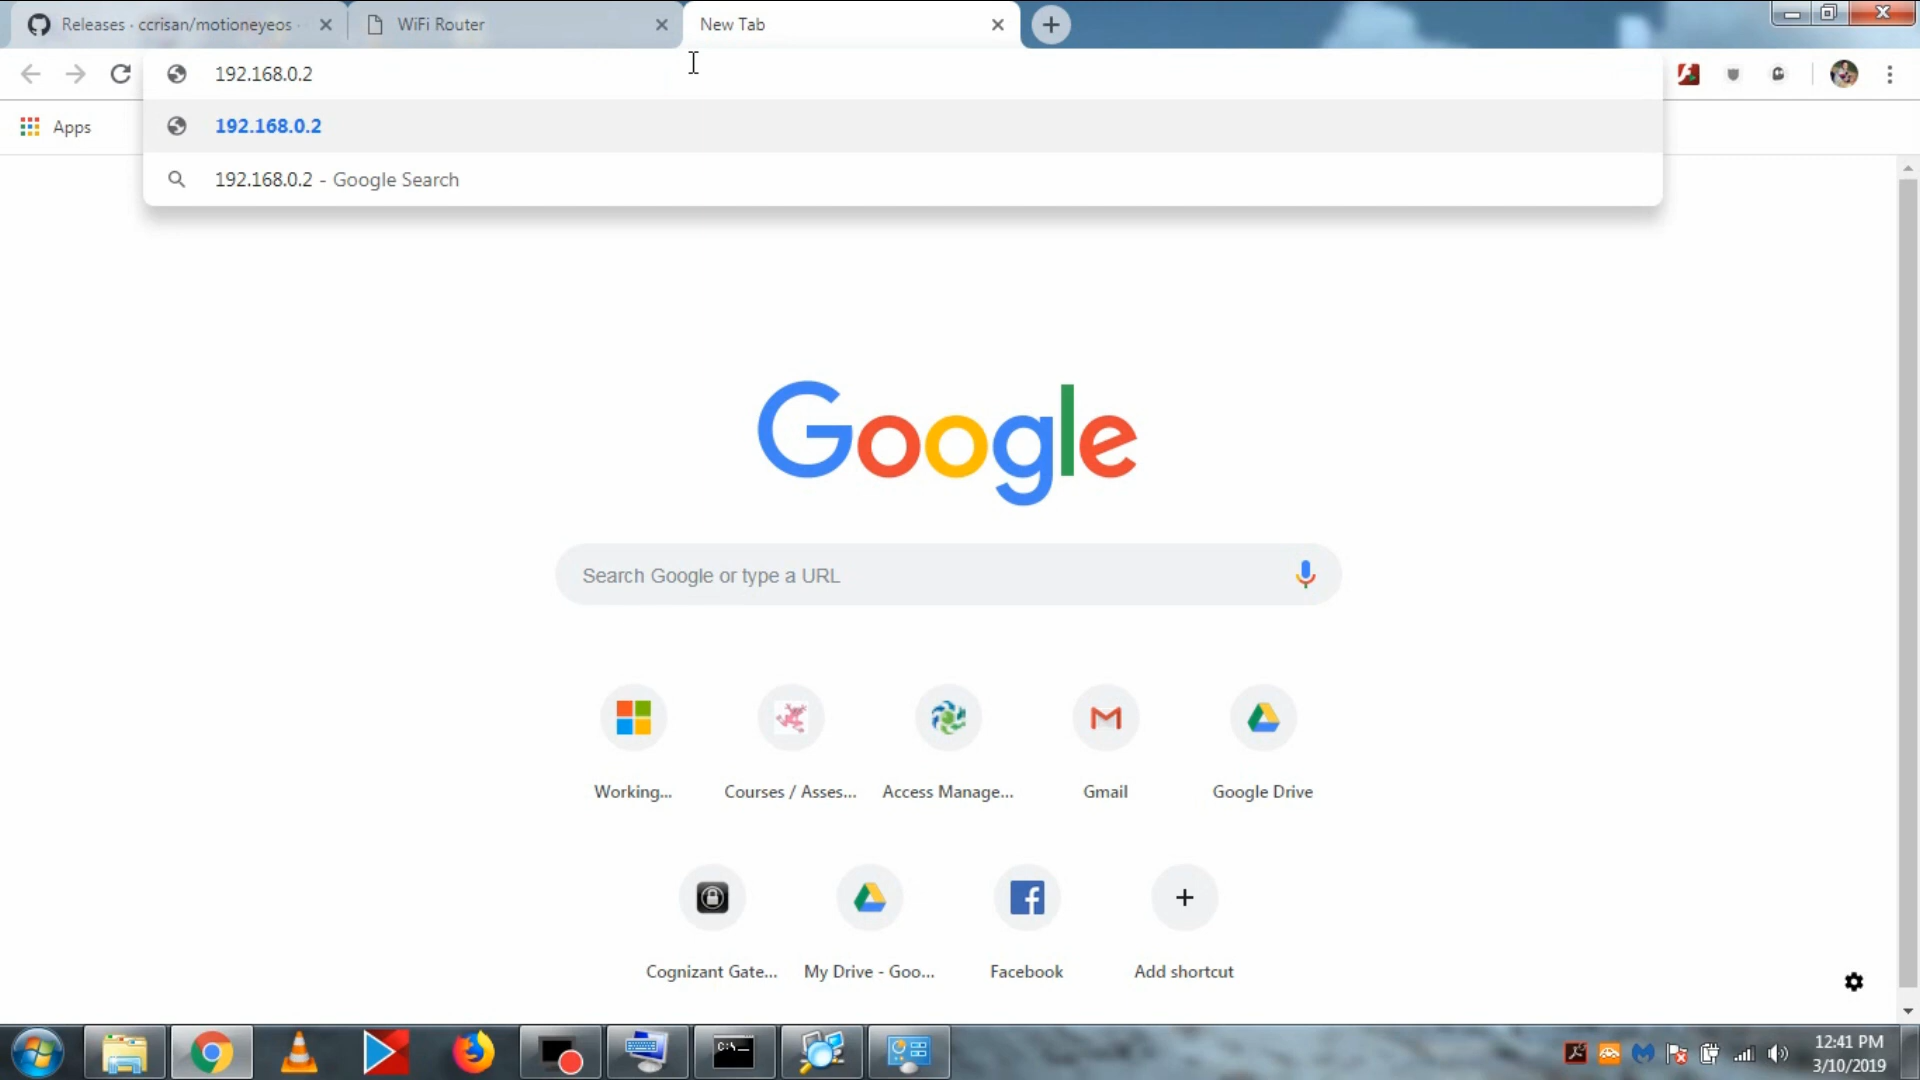 Releases · ccrisan/motioneyeos
WiFi Router
New Tab
192.168.0.2
Apps
192.168.0.2
192.168.0.2 - Google Search
Google
Search Google or type a URL
Working...
Courses / Asses...
Access Manage...
Gmail
Google Drive
Cognizant Gate...
My Drive - Goo...
Facebook
Add shortcut
C:\_
12:41 PM
3/10/2019